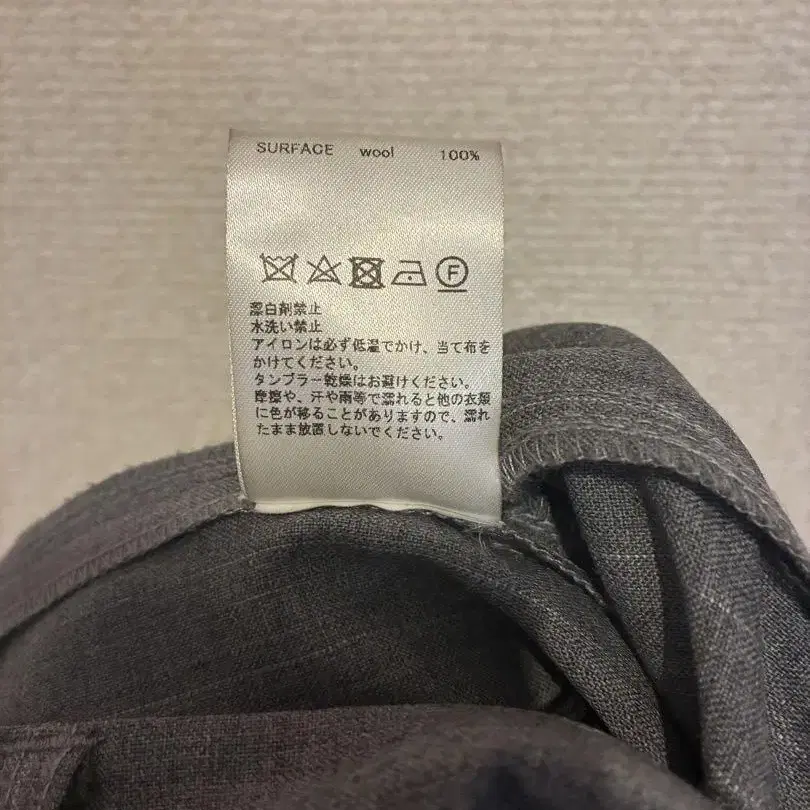 SURFACE wool 100%
F
漂白剤禁止
水洗い禁止
アイロンは必ず低温でかけ、当て布を
かけてください。
タンブラー乾燥はお避けください。
摩擦や、汗や雨等で濡れると他の衣類
に色が移ることがありますので、濡れ
たまま放置しないでください。